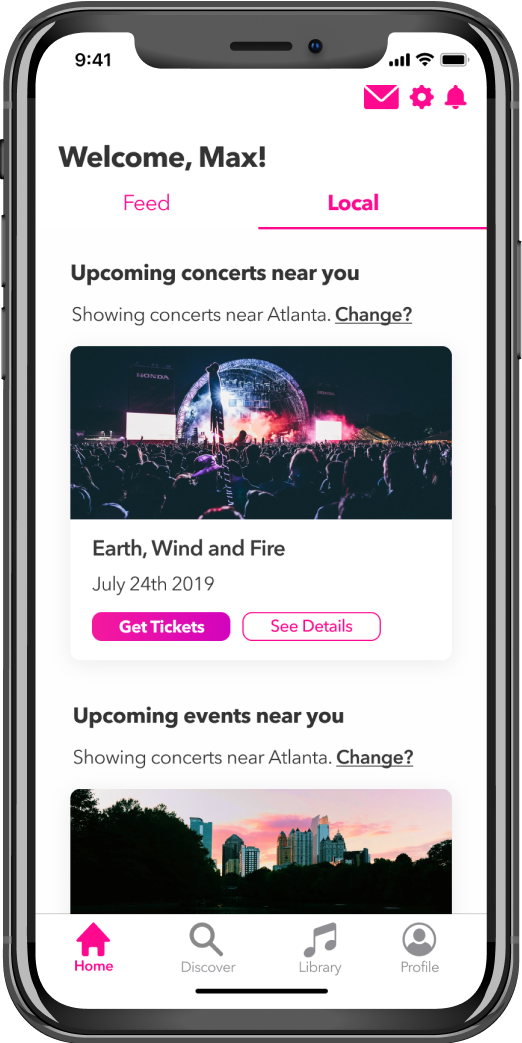 9:41
Welcome, Max!
Feed Local
Upcoming concerts near you
Showing concerts near Atlanta. Change?
HONDA
Earth, Wind and Fire
July 24th 2019
Get Tickets See Details
Upcoming events near you
Showing concerts near Atlanta. Change?
Home Discover Library Profile